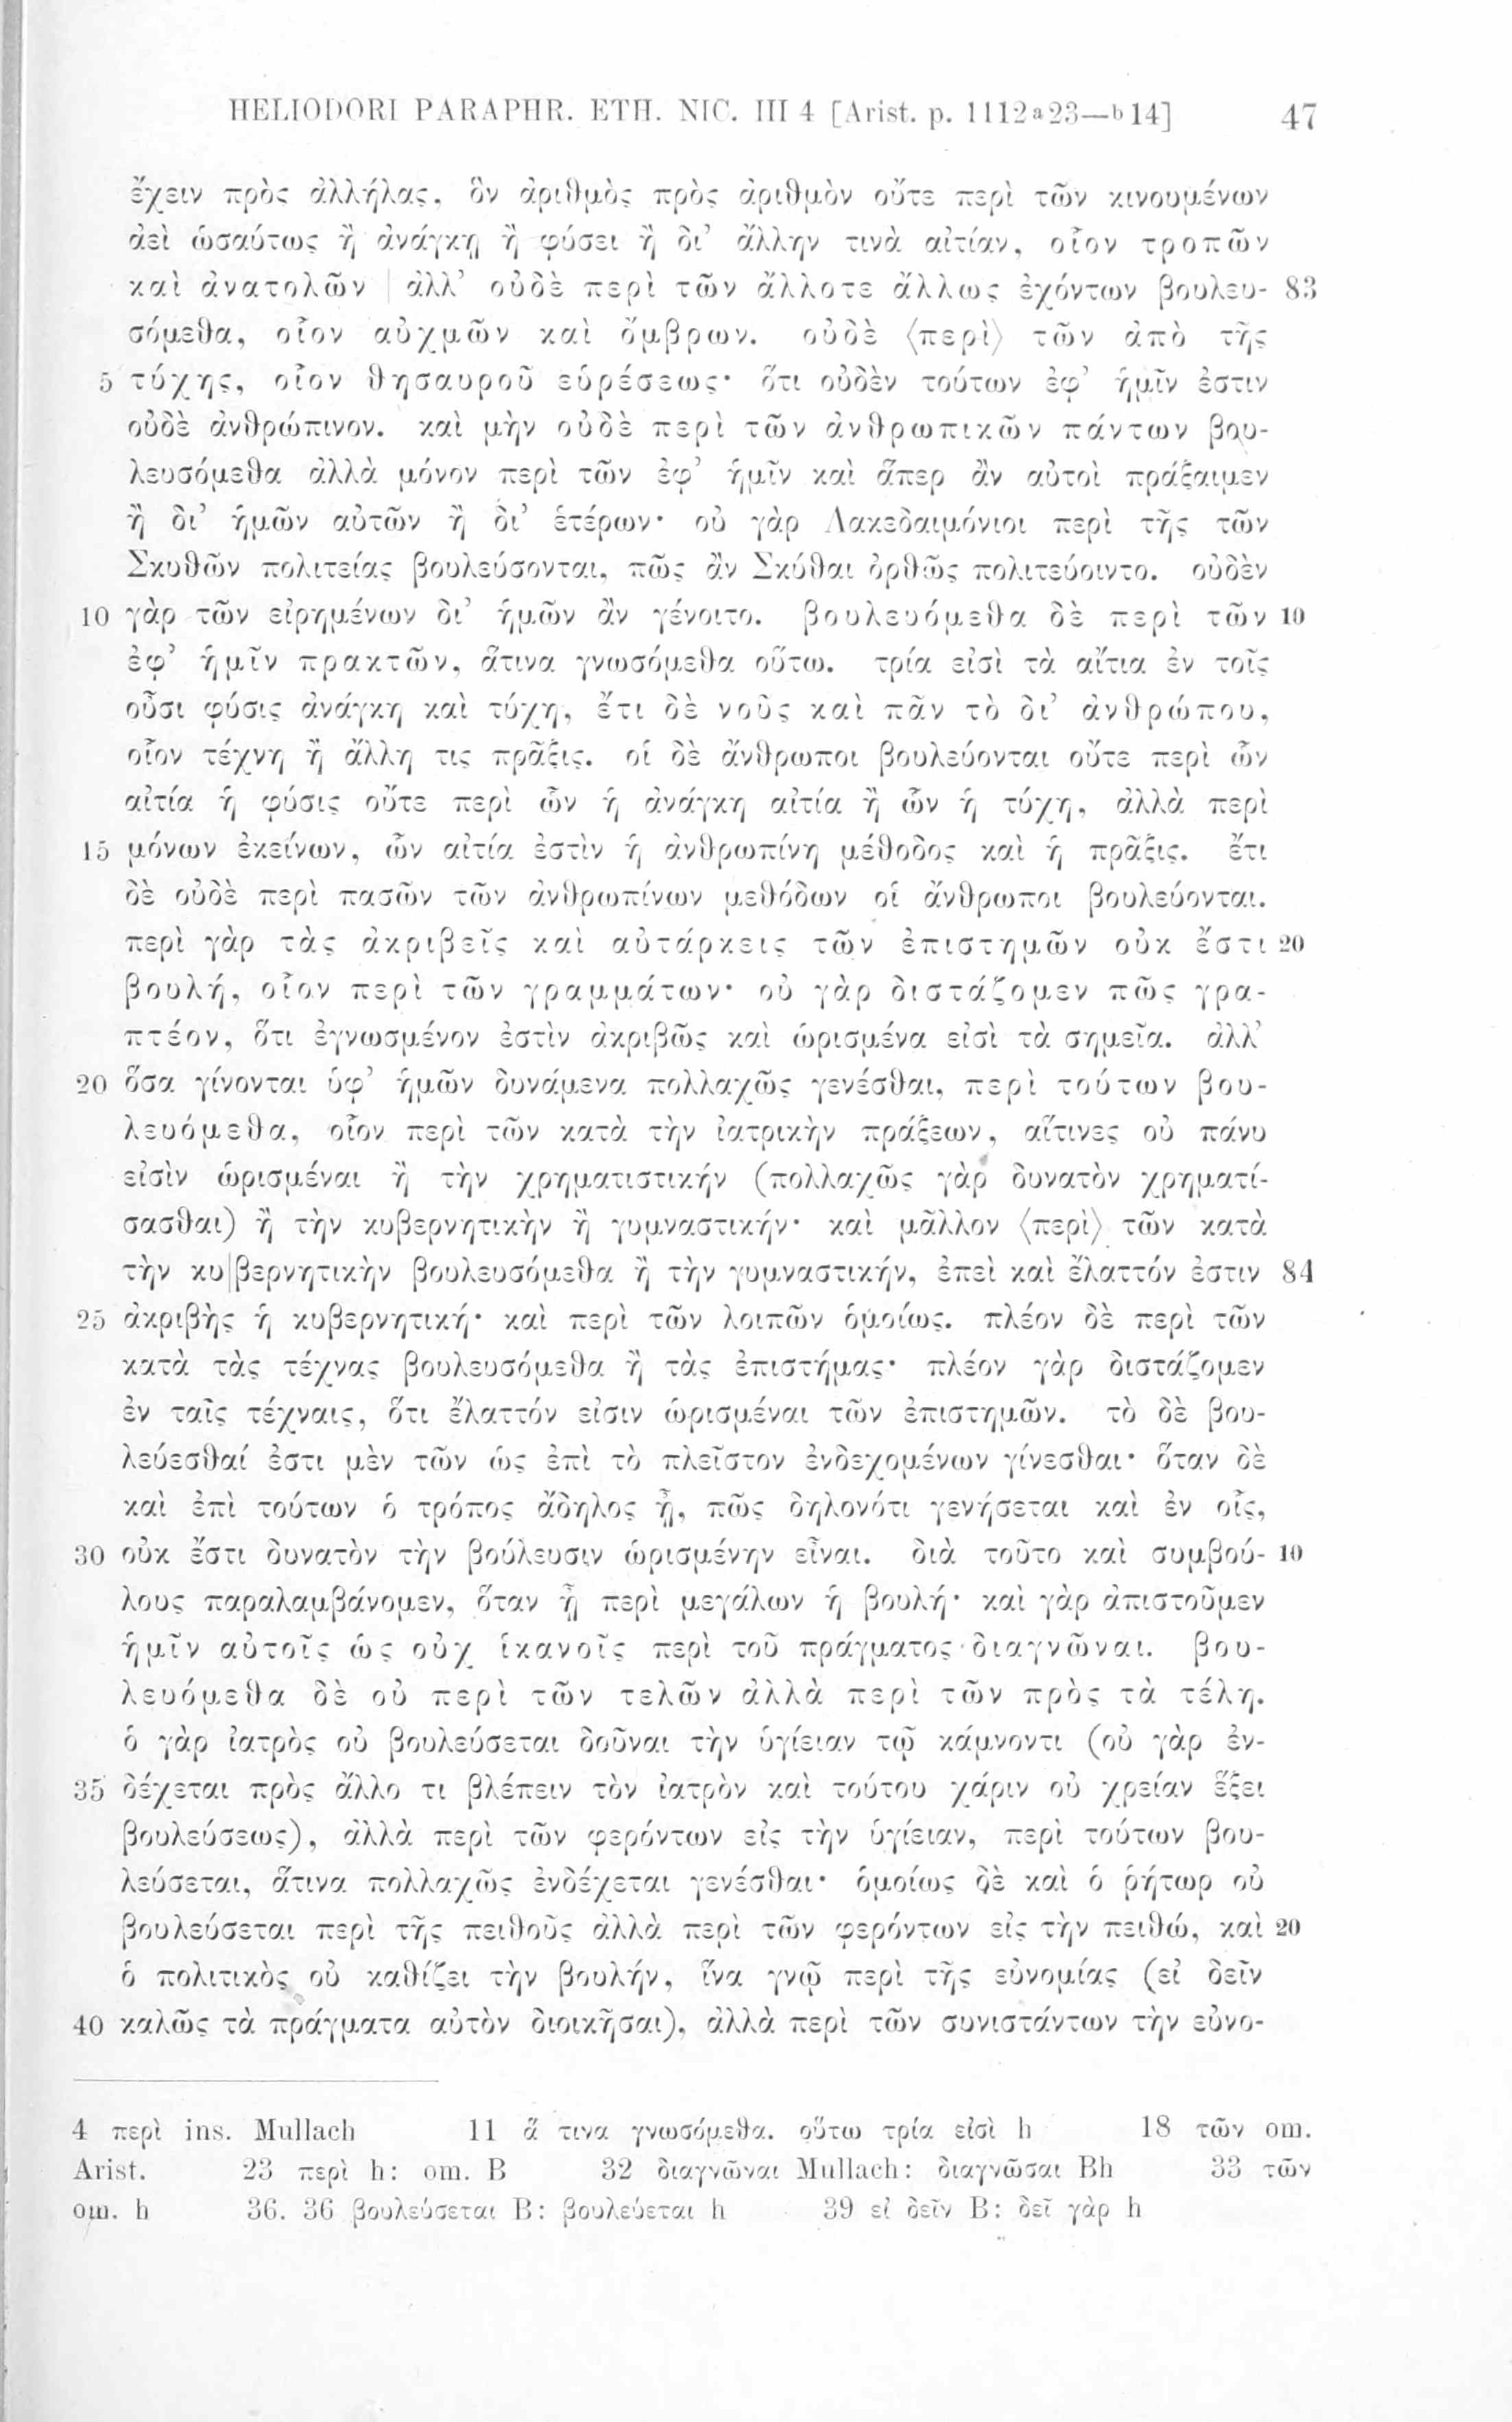 HELIODORI PARAPHR. ETH. NIC. III 4 [Arist. p. 1112a23—b14] 47
ἔχειν πρὸς ἀλλήλας, ὃν ἀριθμὸς πρὸς ἀριθμὸν οὔτε περὶ τῶν κινουμένων
ἀεὶ ὡσαύτως ἢ ἀνάγκῃ ἢ φύσει ἢ δι’ ἄλλην τινὰ αἰτίαν, οἷον τροπῶν
καὶ ἀνατολῶν | ἀλλ’ οὐδὲ περὶ τῶν ἄλλοτε ἄλλως ἐχόντων βουλευ- 83
σόμεθα, οἷον αὐχμῶν καὶ ὄμβρων. οὐδὲ ⟨περὶ⟩ τῶν ἀπὸ τῆς
5 τύχης, οἷον θησαυροῦ εὑρέσεως· ὅτι οὐδὲν τούτων ἐφ’ ἡμῖν ἐστιν
οὐδὲ ἀνθρώπινον. καὶ μὴν οὐδὲ περὶ τῶν ἀνθρωπικῶν πάντων βου-
λευσόμεθα ἀλλὰ μόνον περὶ τῶν ἐφ’ ἡμῖν καὶ ἅπερ ἂν αὐτοὶ πράξαιμεν
ἢ δι’ ἡμῶν αὐτῶν ἢ δι’ ἑτέρων· οὐ γὰρ Λακεδαιμόνιοι περὶ τῆς τῶν
Σκυθῶν πολιτείας βουλεύσονται, πῶς ἂν Σκύθαι ὀρθῶς πολιτεύοιντο. οὐδὲν
10 γὰρ τῶν εἰρημένων δι’ ἡμῶν ἂν γένοιτο. βουλευόμεθα δὲ περὶ τῶν 10
ἐφ’ ἡμῖν πρακτῶν, ἅτινα γνωσόμεθα οὕτω. τρία εἰσὶ τὰ αἴτια ἐν τοῖς
οὖσι φύσις ἀνάγκη καὶ τύχη, ἔτι δὲ νοῦς καὶ πᾶν τὸ δι’ ἀνθρώπου,
οἷον τέχνη ἢ ἄλλη τις πρᾶξις. οἱ δὲ ἄνθρωποι βουλεύονται οὔτε περὶ ὧν
αἰτία ἡ φύσις οὔτε περὶ ὧν ἡ ἀνάγκη αἰτία ἢ ὧν ἡ τύχη, ἀλλὰ περὶ
15 μόνων ἐκείνων, ὧν αἰτία ἐστὶν ἡ ἀνθρωπίνη μέθοδος καὶ ἡ πρᾶξις. ἔτι
δὲ οὐδὲ περὶ πασῶν τῶν ἀνθρωπίνων μεθόδων οἱ ἄνθρωποι βουλεύονται.
περὶ γὰρ τὰς ἀκριβεῖς καὶ αὐτάρκεις τῶν ἐπιστημῶν οὐκ ἔστι 20
βουλή, οἷον περὶ τῶν γραμμάτων· οὐ γὰρ διστάζομεν πῶς γρα-
πτέον, ὅτι ἐγνωσμένον ἐστὶν ἀκριβῶς καὶ ὡρισμένα εἰσὶ τὰ σημεῖα. ἀλλ’
20 ὅσα γίνονται ὑφ’ ἡμῶν δυνάμενα πολλαχῶς γενέσθαι, περὶ τούτων βου-
λευόμεθα, οἷον περὶ τῶν κατὰ τὴν ἰατρικὴν πράξεων, αἵτινες οὐ πάνυ
εἰσὶν ὡρισμέναι ἢ τὴν χρηματιστικήν (πολλαχῶς γὰρ δυνατὸν χρηματί-
σασθαι) ἢ τὴν κυβερνητικὴν ἢ γυμναστικήν· καὶ μᾶλλον ⟨περὶ⟩ τῶν κατὰ
τὴν κυ|βερνητικὴν βουλευσόμεθα ἢ τὴν γυμναστικήν, ἐπεὶ καὶ ἔλαττόν ἐστιν 84
25 ἀκριβὴς ἡ κυβερνητική· καὶ περὶ τῶν λοιπῶν ὁμοίως. πλέον δὲ περὶ τῶν
κατὰ τὰς τέχνας βουλευσόμεθα ἢ τὰς ἐπιστήμας· πλέον γὰρ διστάζομεν
ἐν ταῖς τέχναις, ὅτι ἔλαττόν εἰσιν ὡρισμέναι τῶν ἐπιστημῶν. τὸ δὲ βου-
λεύεσθαί ἐστι μὲν τῶν ὡς ἐπὶ τὸ πλεῖστον ἐνδεχομένων γίνεσθαι· ὅταν δὲ
καὶ ἐπὶ τούτων ὁ τρόπος ἄδηλος ᾖ, πῶς δηλονότι γενήσεται καὶ ἐν οἷς,
30 οὐκ ἔστι δυνατὸν τὴν βούλευσιν ὡρισμένην εἶναι. διὰ τοῦτο καὶ συμβού- 10
λους παραλαμβάνομεν, ὅταν ᾖ περὶ μεγάλων ἡ βουλή· καὶ γὰρ ἀπιστοῦμεν
ἡμῖν αὐτοῖς ὡς οὐχ ἱκανοῖς περὶ τοῦ πράγματος διαγνῶναι. βου-
λευόμεθα δὲ οὐ περὶ τῶν τελῶν ἀλλὰ περὶ τῶν πρὸς τὰ τέλη.
ὁ γὰρ ἰατρὸς οὐ βουλεύσεται δοῦναι τὴν ὑγίειαν τῷ κάμνοντι (οὐ γὰρ ἐν-
35 δέχεται πρὸς ἄλλο τι βλέπειν τὸν ἰατρὸν καὶ τούτου χάριν οὐ χρείαν ἕξει
βουλεύσεως), ἀλλὰ περὶ τῶν φερόντων εἰς τὴν ὑγίειαν, περὶ τούτων βου-
λεύσεται, ἅτινα πολλαχῶς ἐνδέχεται γενέσθαι· ὁμοίως δὲ καὶ ὁ ῥήτωρ οὐ
βουλεύσεται περὶ τῆς πειθοῦς ἀλλὰ περὶ τῶν φερόντων εἰς τὴν πειθώ, καὶ 20
ὁ πολιτικὸς οὐ καθίζει τὴν βουλήν, ἵνα γνῷ περὶ τῆς εὐνομίας (εἰ δεῖν
40 καλῶς τὰ πράγματα αὐτὸν διοικῆσαι), ἀλλὰ περὶ τῶν συνιστάντων τὴν εὐνο-
4 περὶ ins. Mullach 11 ἅ τινα γνωσόμεθα. οὕτω τρία εἰσὶ h 18 τῶν om.
Arist. 23 περὶ h: om. B 32 διαγνῶναι Mullach: διαγνῶσαι Bh 33 τῶν
om. h 36. 36 βουλεύσεται B: βουλεύεται h 39 εἰ δεῖν B: δεῖ γὰρ h